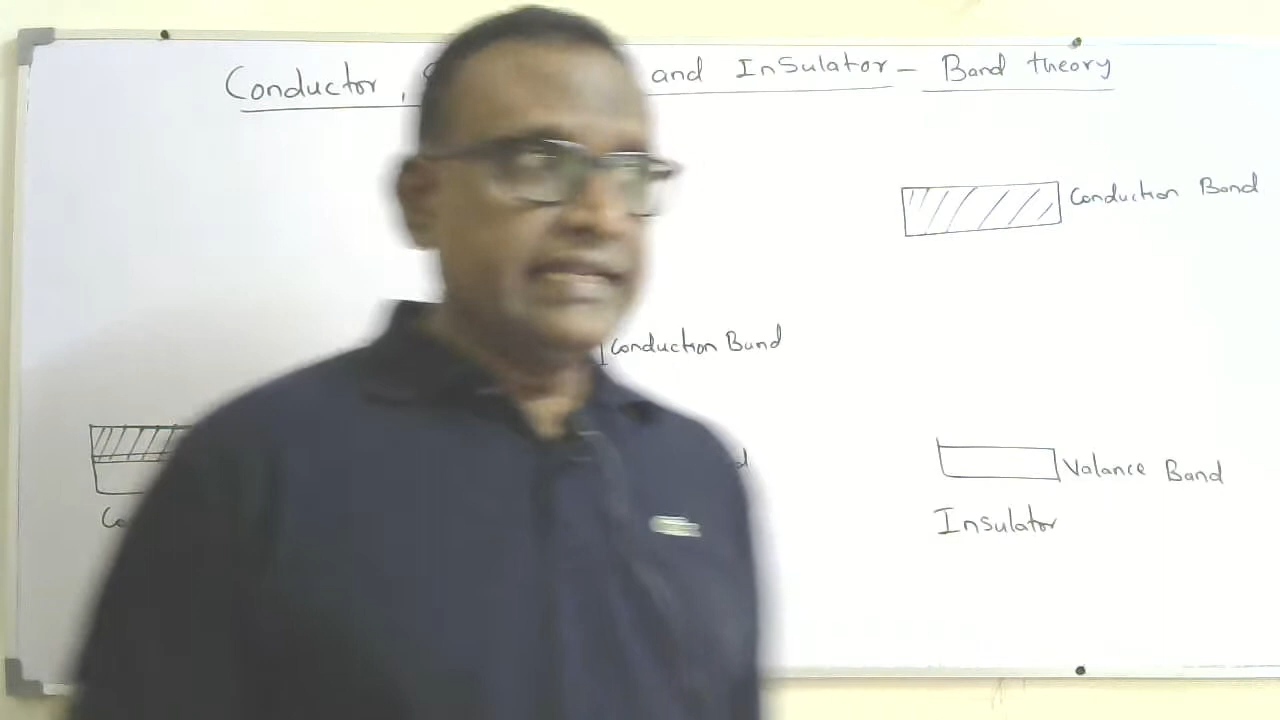 Conductor, and InSulator - Band theory
Conduction Band
Conduction Band
Valance Band
Insulator